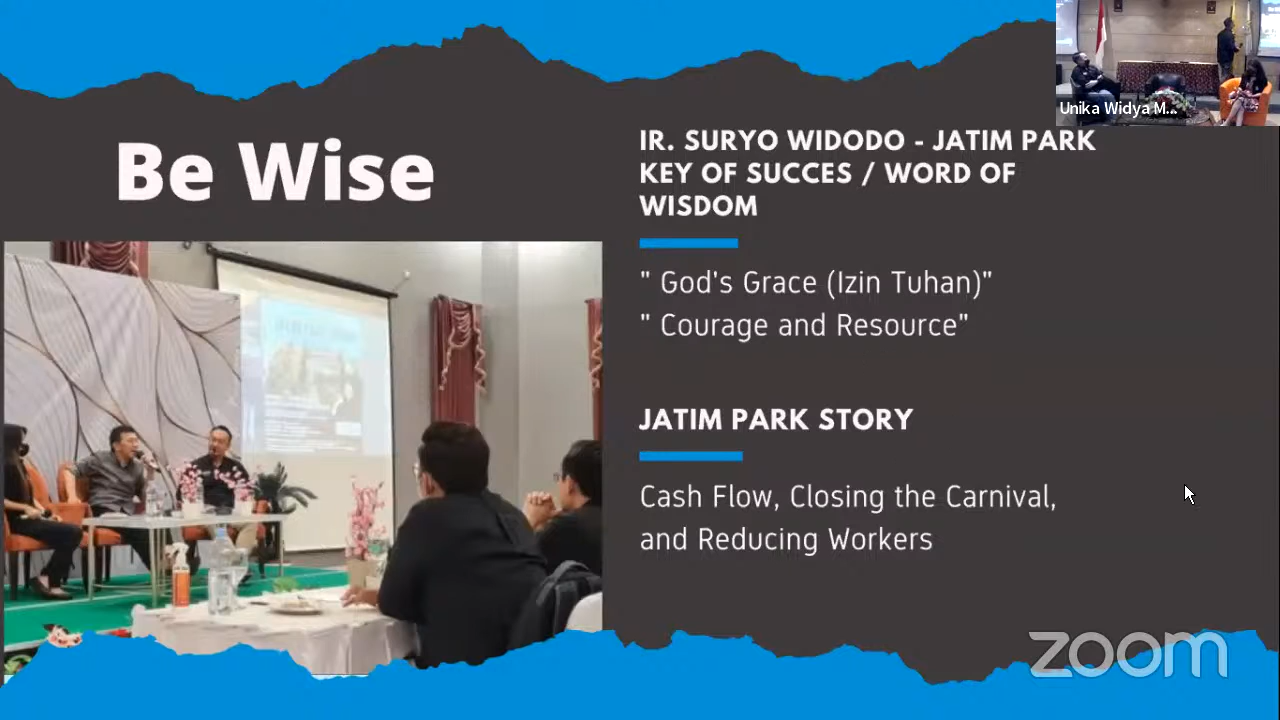 Unika Widya M...
Be Wise
IR. SURYO WIDODO - JATIM PARK
KEY OF SUCCES / WORD OF
WISDOM
" God's Grace (Izin Tuhan)"
" Courage and Resource"
JATIM PARK STORY
Cash Flow, Closing the Carnival,
and Reducing Workers
zoom